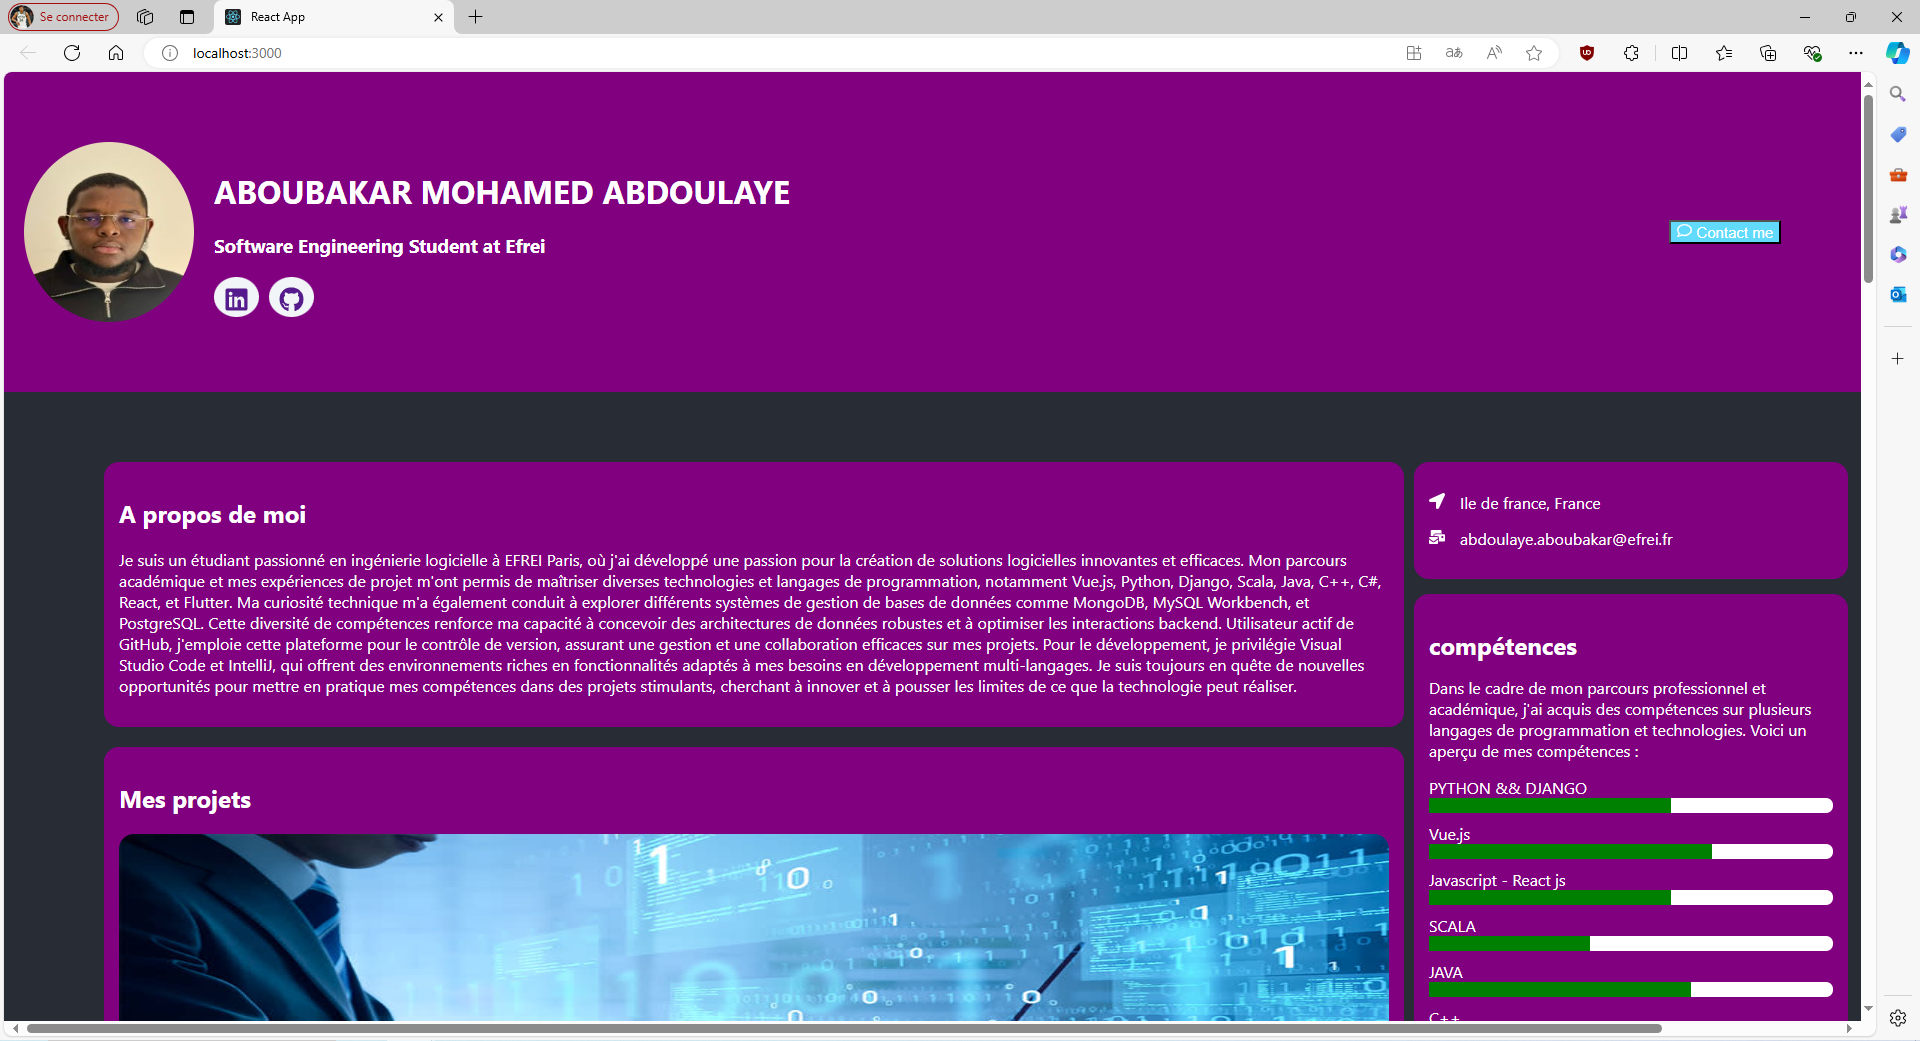 Se connecter
React App
localhost:3000
ABOUBAKAR MOHAMED ABDOULAYE
Software Engineering Student at Efrei
Contact me
A propos de moi
Je suis un étudiant passionné en ingénierie logicielle à EFREI Paris, où j'ai développé une passion pour la création de solutions logicielles innovantes et efficaces. Mon parcours
académique et mes expériences de projet m'ont permis de maîtriser diverses technologies et langages de programmation, notamment Vue.js, Python, Django, Scala, Java, C++, C#,
React, et Flutter. Ma curiosité technique m'a également conduit à explorer différents systèmes de gestion de bases de données comme MongoDB, MySQL Workbench, et
PostgreSQL. Cette diversité de compétences renforce ma capacité à concevoir des architectures de données robustes et à optimiser les interactions backend. Utilisateur actif de
GitHub, j'emploie cette plateforme pour le contrôle de version, assurant une gestion et une collaboration efficaces sur mes projets. Pour le développement, je privilégie Visual
Studio Code et IntelliJ, qui offrent des environnements riches en fonctionnalités adaptés à mes besoins en développement multi-langages. Je suis toujours en quête de nouvelles
opportunités pour mettre en pratique mes compétences dans des projets stimulants, cherchant à innover et à pousser les limites de ce que la technologie peut réaliser.
Mes projets
Ile de france, France
abdoulaye.aboubakar@efrei.fr
compétences
Dans le cadre de mon parcours professionnel et
académique, j'ai acquis des compétences sur plusieurs
langages de programmation et technologies. Voici un
aperçu de mes compétences :
PYTHON && DJANGO
Vue.js
Javascript - React js
SCALA
JAVA
C++